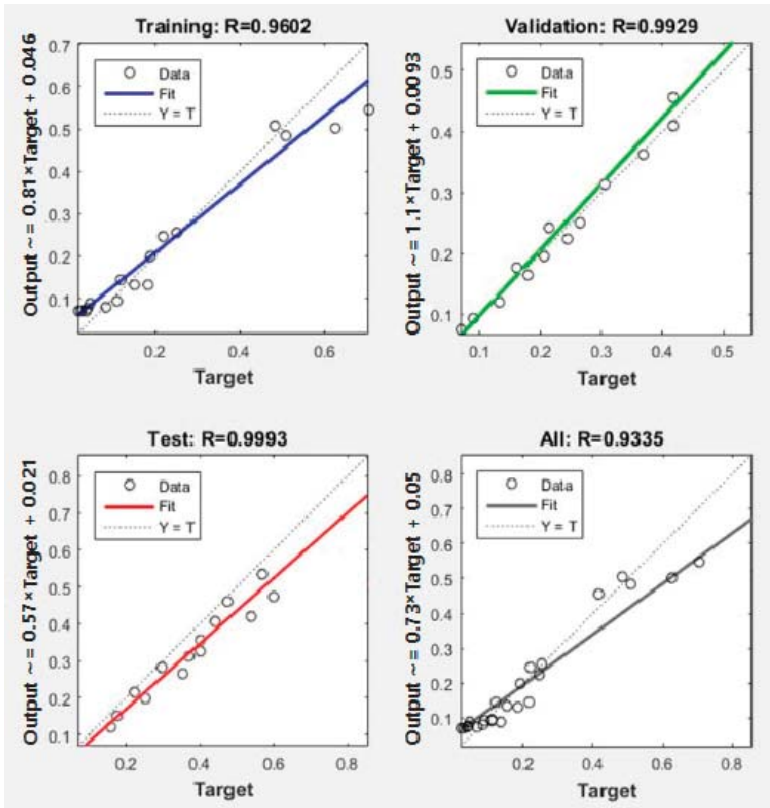 Training: R=0.9602
Output ~= 0.81*Target + 0.046
0.7
0.6
0.5
0.4
0.3
0.2
0.1
Data
Fit
Y = T
0.2
0.4
0.6
Target
Validation: R=0.9929
Output ~= 1.1*Target + 0.0093
0.5
0.4
0.3
0.2
0.1
Data
Fit
Y = T
0.1
0.2
0.3
0.4
0.5
Target
Test: R=0.9993
Output ~= 0.57*Target + 0.021
0.8
0.7
0.6
0.5
0.4
0.3
0.2
0.1
Data
Fit
Y = T
0.2
0.4
0.6
0.8
Target
All: R=0.9335
Output ~= 0.73*Target + 0.05
0.8
0.7
0.6
0.5
0.4
0.3
0.2
0.1
Data
Fit
Y = T
0.2
0.4
0.6
0.8
Target